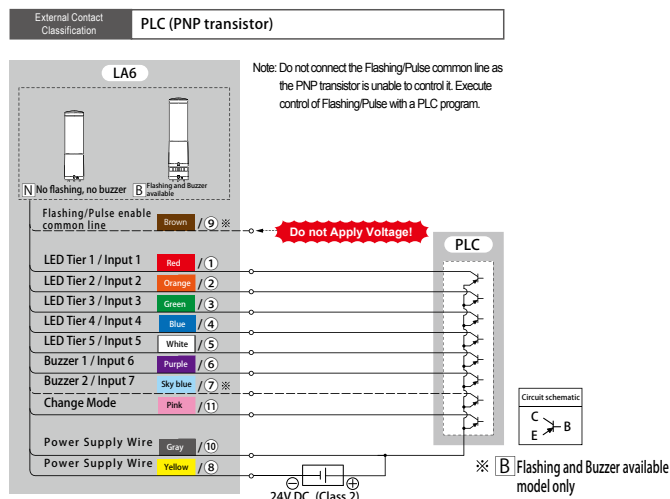 External Contact
Classification
PLC (PNP transistor)
LA6
Note: Do not connect the Flashing/Pulse common line as
the PNP transistor is unable to control it. Execute
control of Flashing/Pulse with a PLC program.
N No flashing, no buzzer
B Flashing and Buzzer
available
Flashing/Pulse enable
common line
Brown / ⑨ ※
Do not Apply Voltage!
PLC
LED Tier 1 / Input 1 Red / ①
LED Tier 2 / Input 2 Orange / ②
LED Tier 3 / Input 3 Green / ③
LED Tier 4 / Input 4 Blue / ④
LED Tier 5 / Input 5 White / ⑤
Buzzer 1 / Input 6 Purple / ⑥
Buzzer 2 / Input 7 Sky blue / ⑦ ※
Change Mode Pink / ⑪
Power Supply Wire Gray / ⑩
Power Supply Wire Yellow / ⑧
⊖ ⊕
24V DC (Class 2)
Circuit schematic
C
B
E
※ B Flashing and Buzzer available
model only